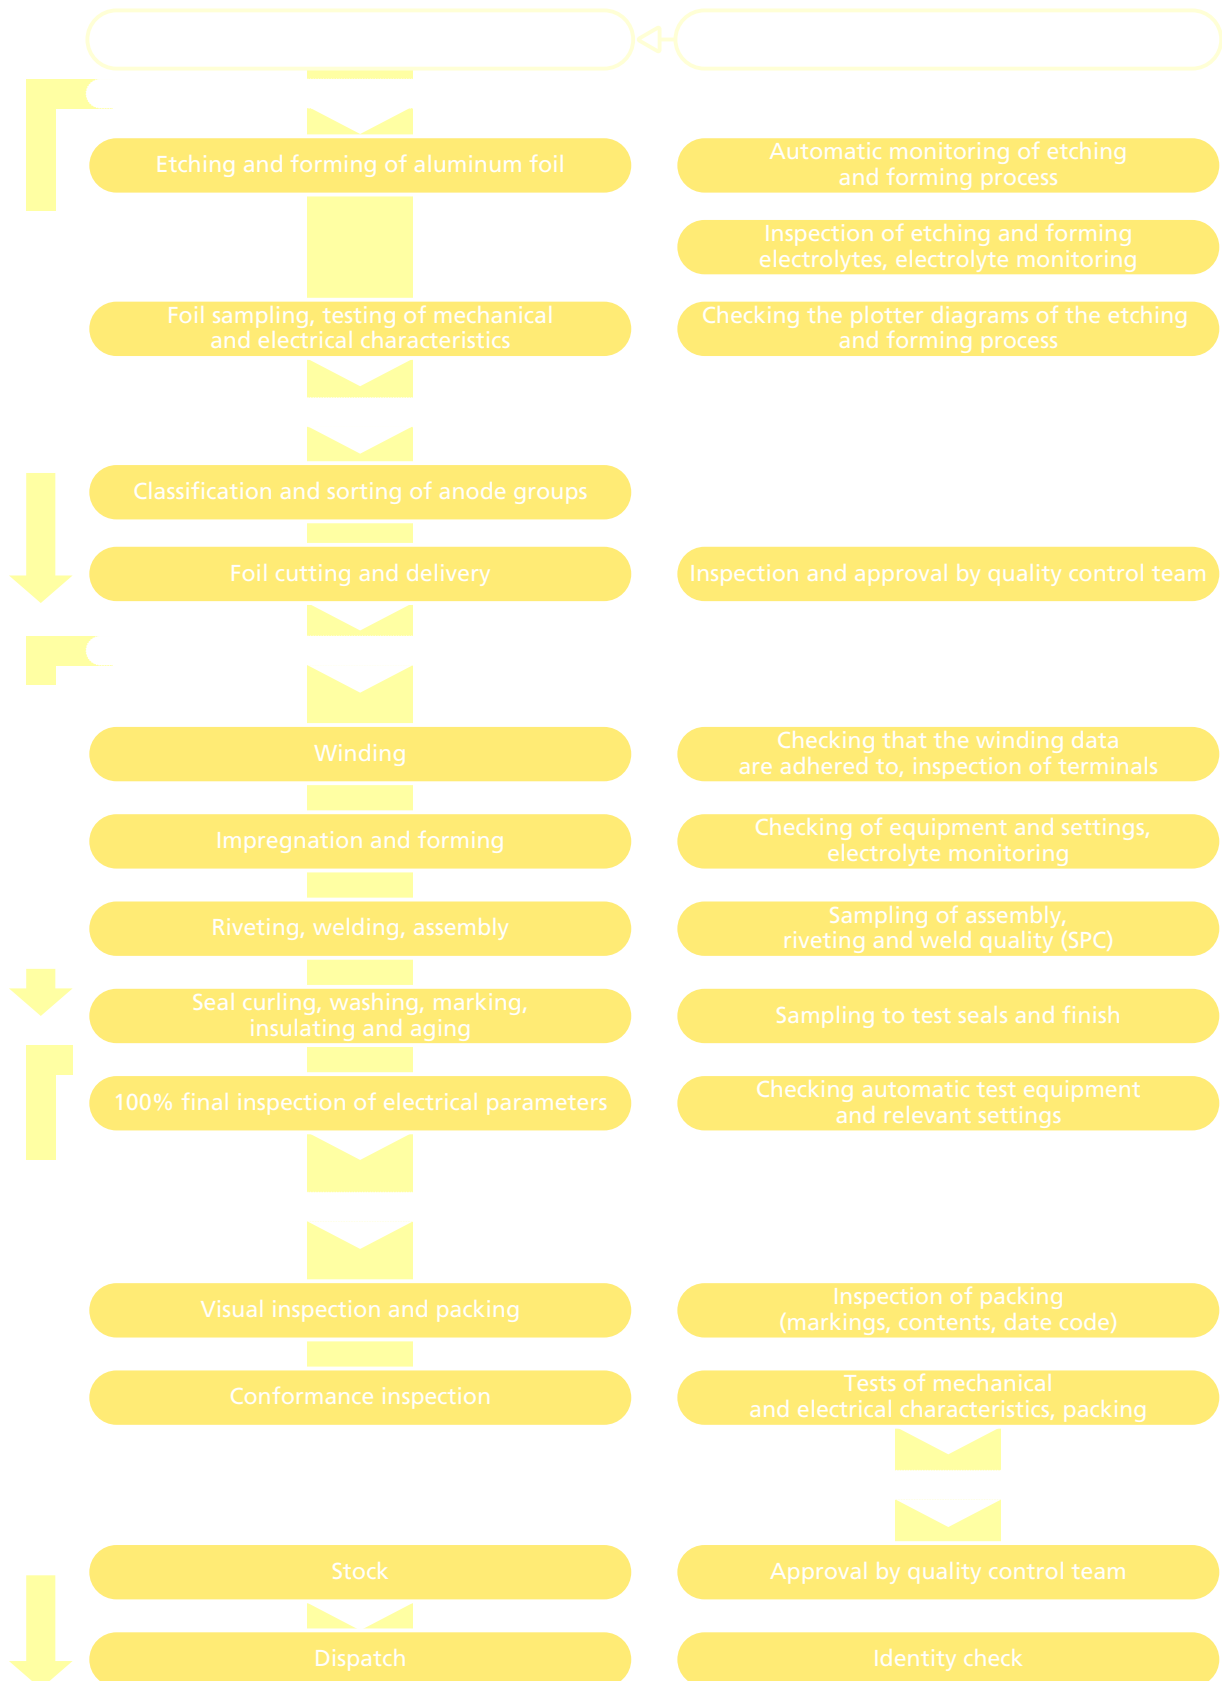 Etching and forming of aluminum foil
Automatic monitoring of etching
and forming process
Inspection of etching and forming
electrolytes, electrolyte monitoring
Foil sampling, testing of mechanical
and electrical characteristics
Checking the plotter diagrams of the etching
and forming process
Classification and sorting of anode groups
Foil cutting and delivery
Inspection and approval by quality control team
Winding
Checking that the winding data
are adhered to, inspection of terminals
Impregnation and forming
Checking of equipment and settings,
electrolyte monitoring
Riveting, welding, assembly
Sampling of assembly,
riveting and weld quality (SPC)
Seal curling, washing, marking,
insulating and aging
Sampling to test seals and finish
100% final inspection of electrical parameters
Checking automatic test equipment
and relevant settings
Visual inspection and packing
Inspection of packing
(markings, contents, date code)
Conformance inspection
Tests of mechanical
and electrical characteristics, packing
Stock
Approval by quality control team
Dispatch
Identity check